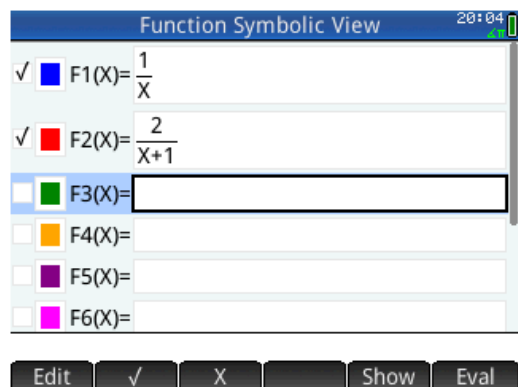 Function Symbolic View 20:04
∡π
√ F1(X)= 1/X
√ F2(X)= 2/(X+1)
F3(X)=
F4(X)=
F5(X)=
F6(X)=
Edit √ X Show Eval